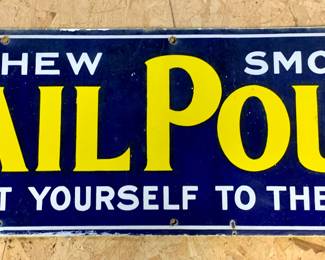 HEW SMO
AIL POU
T YOURSELF TO THE